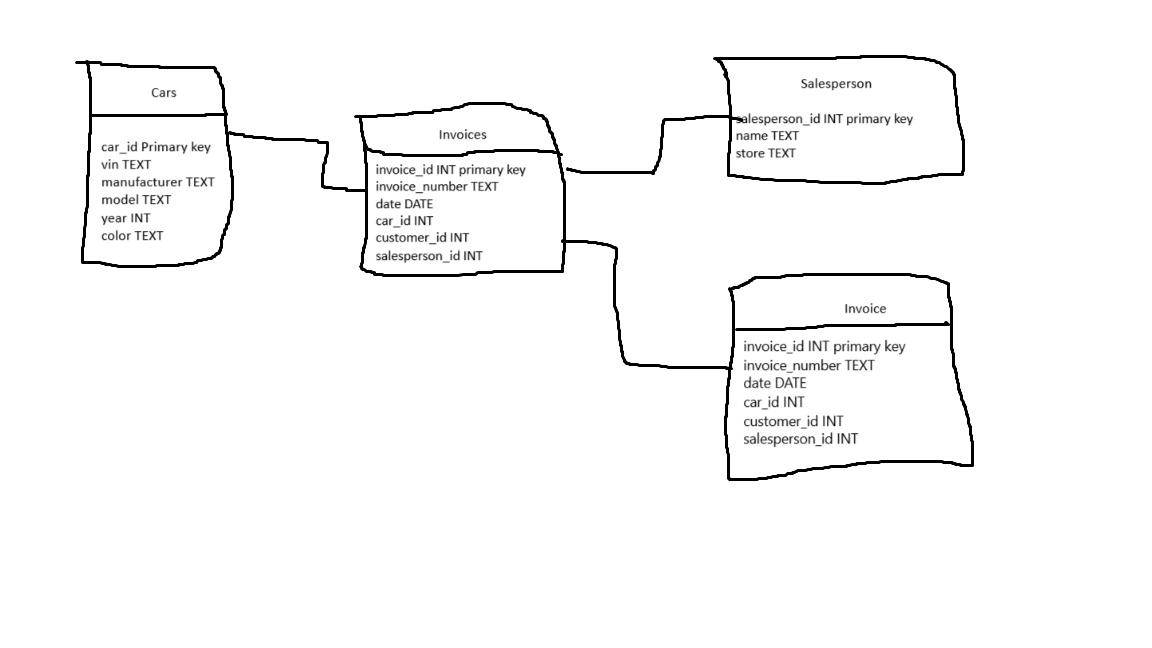 Cars
car_id Primary key
vin TEXT
manufacturer TEXT
model TEXT
year INT
color TEXT
Invoices
invoice_id INT primary key
invoice_number TEXT
date DATE
car_id INT
customer_id INT
salesperson_id INT
Salesperson
salesperson_id INT primary key
name TEXT
store TEXT
Invoice
invoice_id INT primary key
invoice_number TEXT
date DATE
car_id INT
customer_id INT
salesperson_id INT